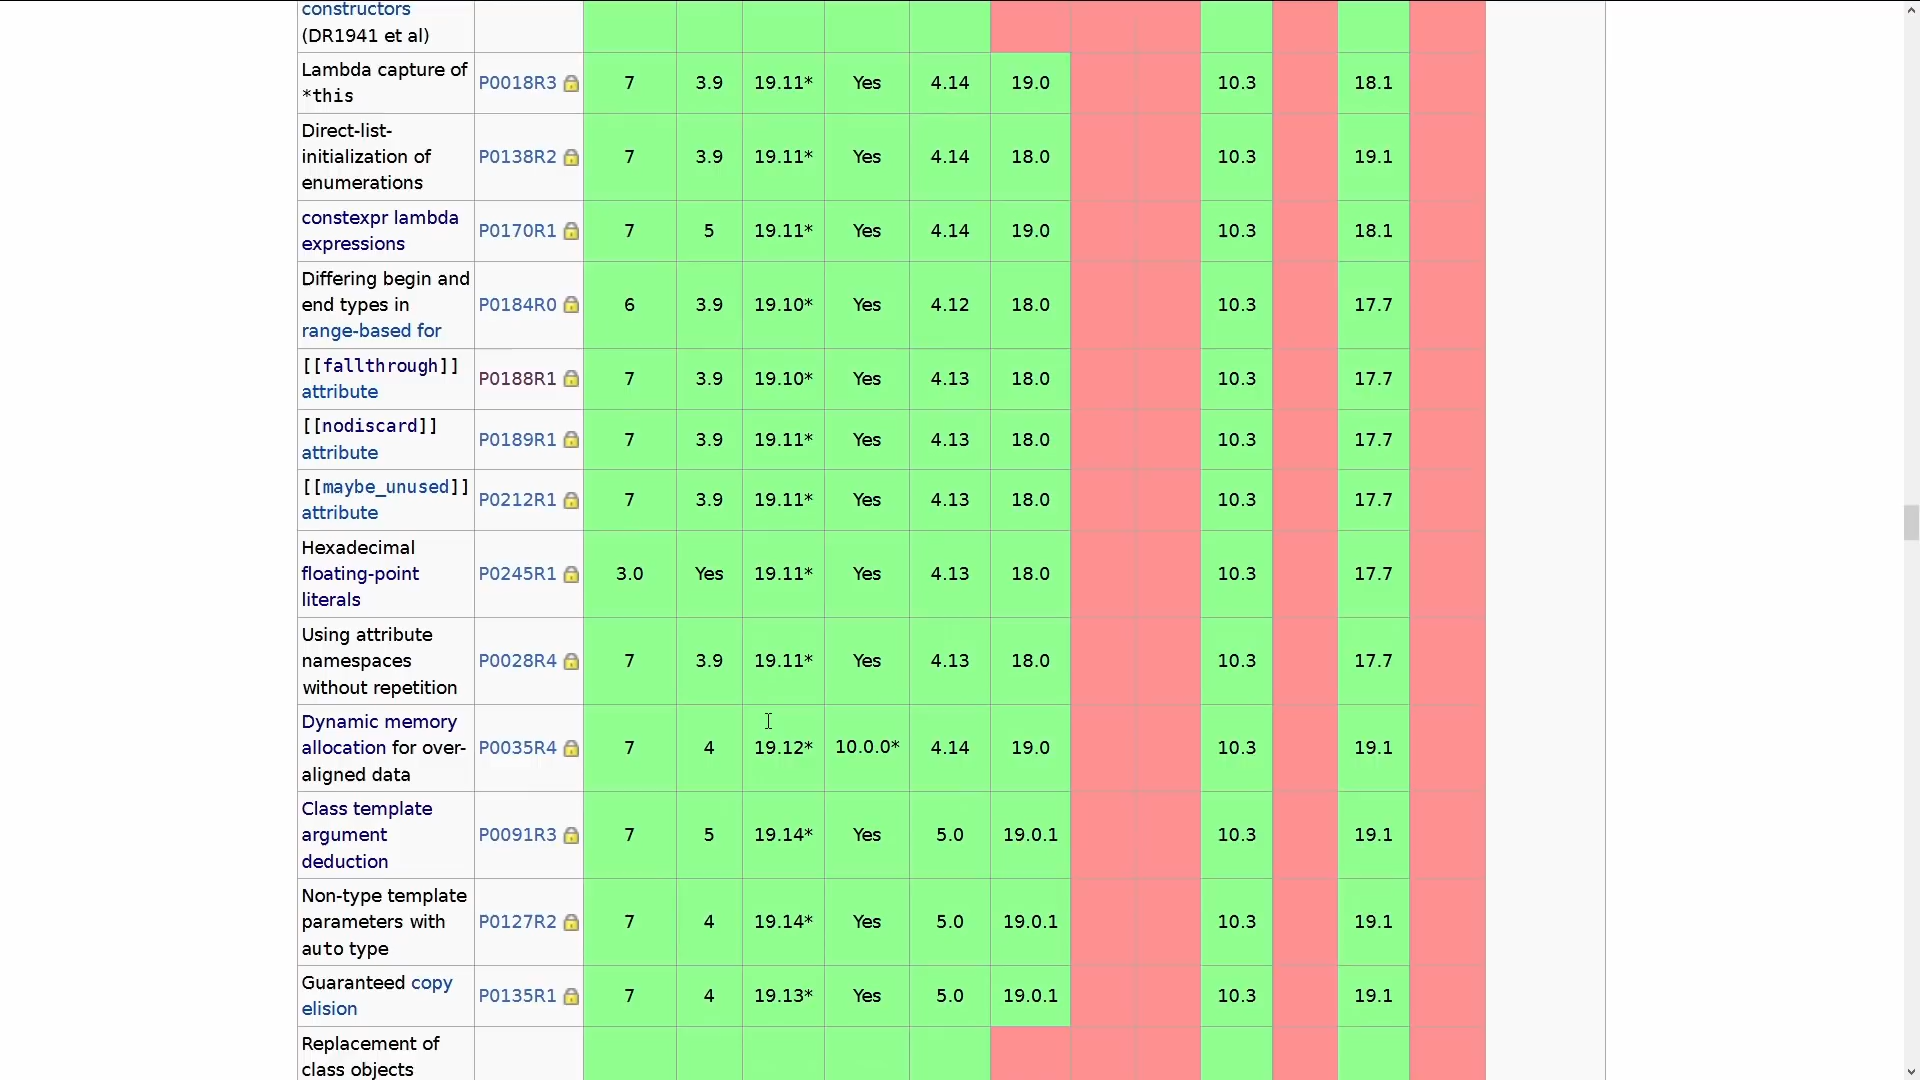 constructors
(DR1941 et al)
Lambda capture of
*this
P0018R3 7 3.9 19.11* Yes 4.14 19.0 10.3 18.1
Direct-list-
initialization of
enumerations
P0138R2 7 3.9 19.11* Yes 4.14 18.0 10.3 19.1
constexpr lambda
expressions
P0170R1 7 5 19.11* Yes 4.14 19.0 10.3 18.1
Differing begin and
end types in
range-based for
P0184R0 6 3.9 19.10* Yes 4.12 18.0 10.3 17.7
[[fallthrough]]
attribute
P0188R1 7 3.9 19.10* Yes 4.13 18.0 10.3 17.7
[[nodiscard]]
attribute
P0189R1 7 3.9 19.11* Yes 4.13 18.0 10.3 17.7
[[maybe_unused]]
attribute
P0212R1 7 3.9 19.11* Yes 4.13 18.0 10.3 17.7
Hexadecimal
floating-point
literals
P0245R1 3.0 Yes 19.11* Yes 4.13 18.0 10.3 17.7
Using attribute
namespaces
without repetition
P0028R4 7 3.9 19.11* Yes 4.13 18.0 10.3 17.7
Dynamic memory
allocation for over-
aligned data
P0035R4 7 4 19.12* 10.0.0* 4.14 19.0 10.3 19.1
Class template
argument
deduction
P0091R3 7 5 19.14* Yes 5.0 19.0.1 10.3 19.1
Non-type template
parameters with
auto type
P0127R2 7 4 19.14* Yes 5.0 19.0.1 10.3 19.1
Guaranteed copy
elision
P0135R1 7 4 19.13* Yes 5.0 19.0.1 10.3 19.1
Replacement of
class objects